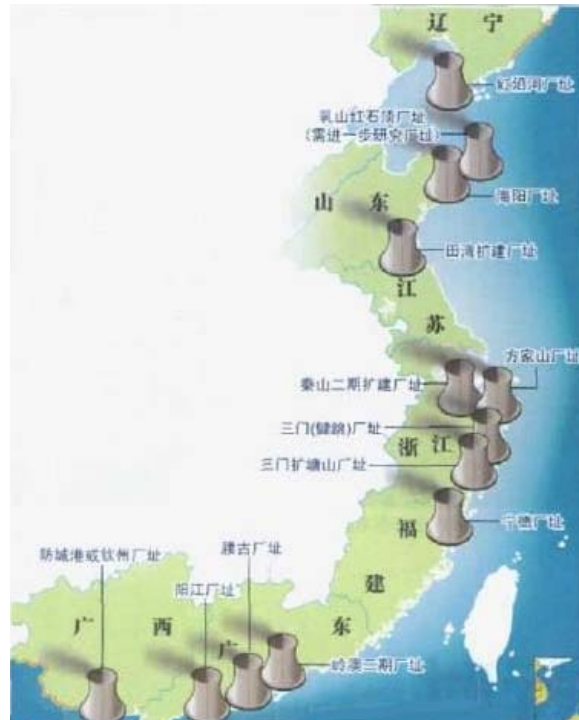 辽宁
红沿河厂址
乳山红石顶厂址
(需进一步研究厂址)
海阳厂址
山东
田湾扩建厂址
江苏
方家山厂址
秦山二期扩建厂址
三门(健跳)厂址
浙江
三门扩塘山厂址
宁德厂址
福建
防城港或钦州厂址
腰古厂址
阳江厂址
广西
广东
岭澳二期厂址